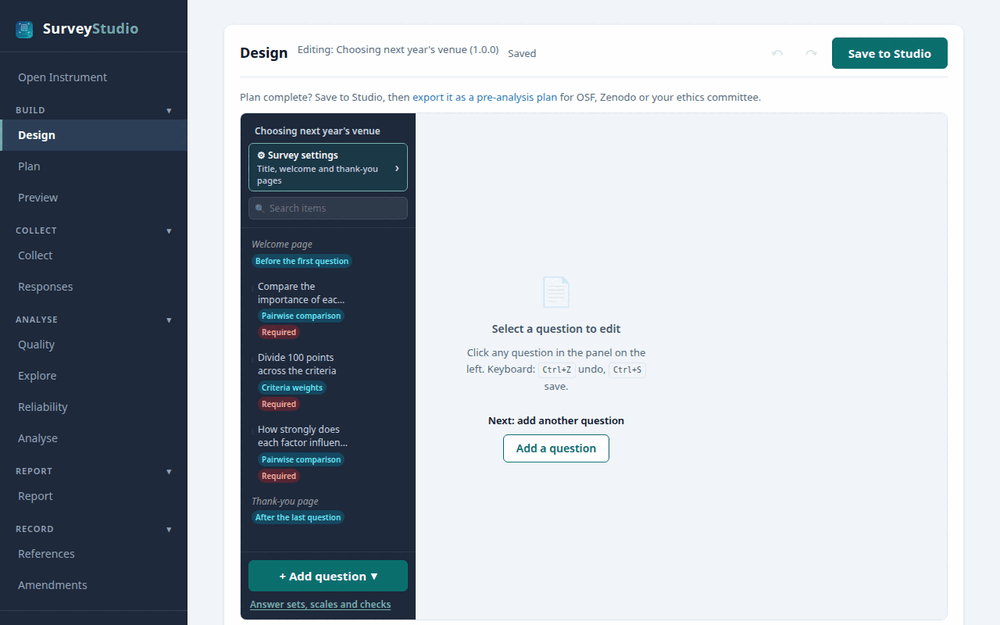 SurveyStudio
Open Instrument
BUILD
Design
Plan
Preview
COLLECT
Collect
Responses
ANALYSE
Quality
Explore
Reliability
Analyse
REPORT
Report
RECORD
References
Amendments
Design
Editing: Choosing next year's venue (1.0.0)
Saved
Save to Studio
Plan complete? Save to Studio, then export it as a pre-analysis plan for OSF, Zenodo or your ethics committee.
Choosing next year's venue
Survey settings
Title, welcome and thank-you
pages
Search items
Welcome page
Before the first question
Compare the
importance of eac...
Pairwise comparison
Required
Divide 100 points
across the criteria
Criteria weights
Required
How strongly does
each factor influen...
Pairwise comparison
Required
Thank-you page
After the last question
+ Add question ▾
Answer sets, scales and checks
Select a question to edit
Click any question in the panel on the
left. Keyboard: Ctrl+Z undo, Ctrl+S
save.
Next: add another question
Add a question